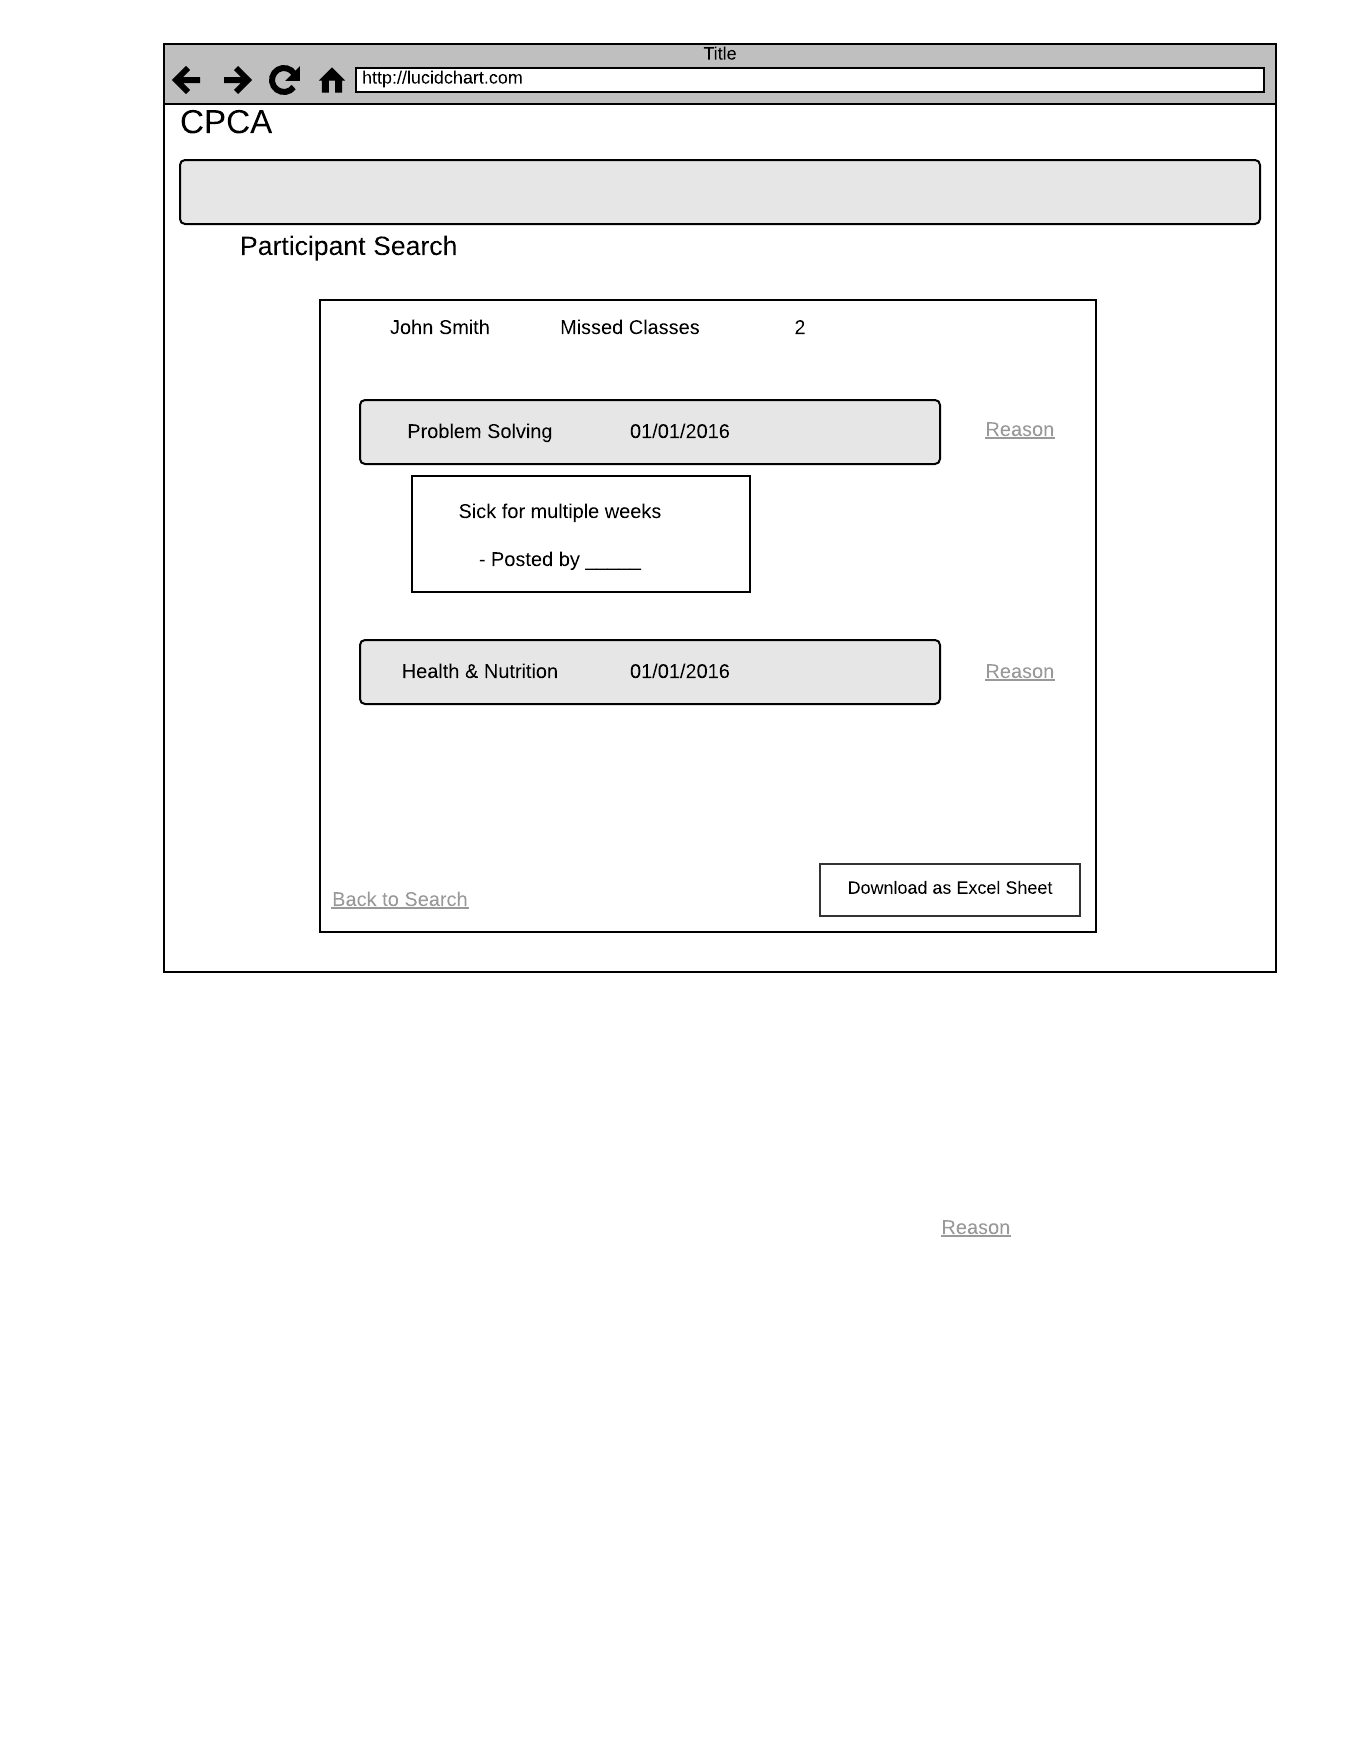 Title
http://lucidchart.com
CPCA
Participant Search
John Smith Missed Classes 2
Problem Solving 01/01/2016 Reason
Sick for multiple weeks
- Posted by _____
Health & Nutrition 01/01/2016 Reason
Download as Excel Sheet
Back to Search
Reason